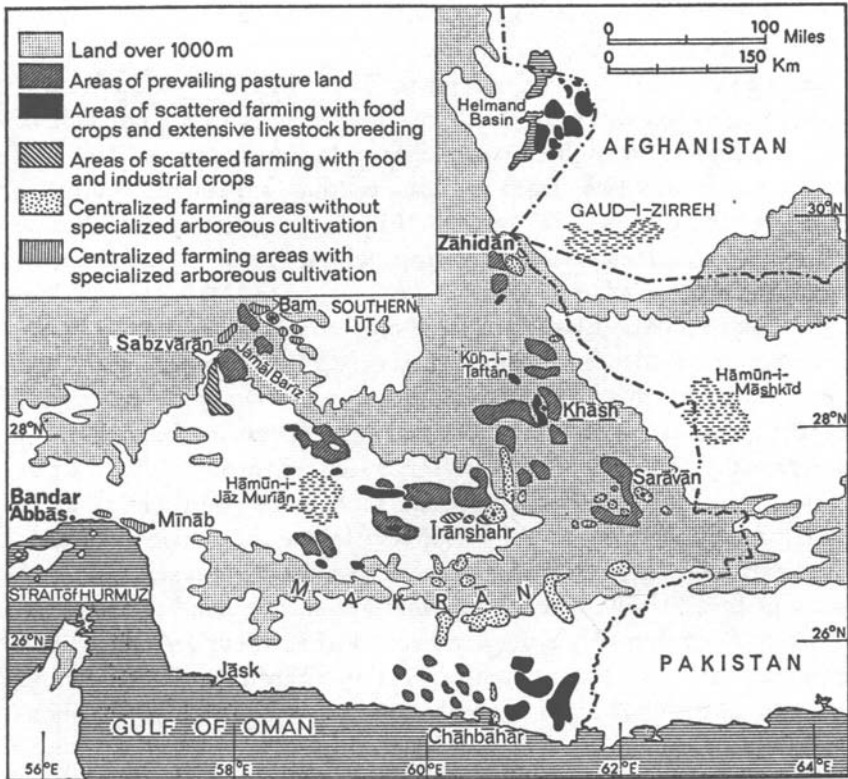 Land over 1000 m
Areas of prevailing pasture land
Areas of scattered farming with food
crops and extensive livestock breeding
Areas of scattered farming with food
and industrial crops
Centralized farming areas without
specialized arboreous cultivation
Centralized farming areas with
specialized arboreous cultivation
0 100
Miles
0 150
Km
Helmand
Basin
AFGHANISTAN
GAUD-I-ZIRREH
30°N
Zāhidān
Bam
SOUTHERN
LŪṬ
Sabzvārān
Jamāl Bariz
Kūh-i-
Taftān
Hāmūn-i-
Māshkīd
Khāsh
28°N
28°N
Hāmūn-i-
Jāz Murīān
Sarāvān
Bandar
Abbās
Mīnāb
Īrānshahr
MAKRĀN
STRAIT of HURMUZ
26°N
26°N
Jāsk
PAKISTAN
GULF OF OMAN
Chāhbahār
56°E
58°
60°
62°
64°